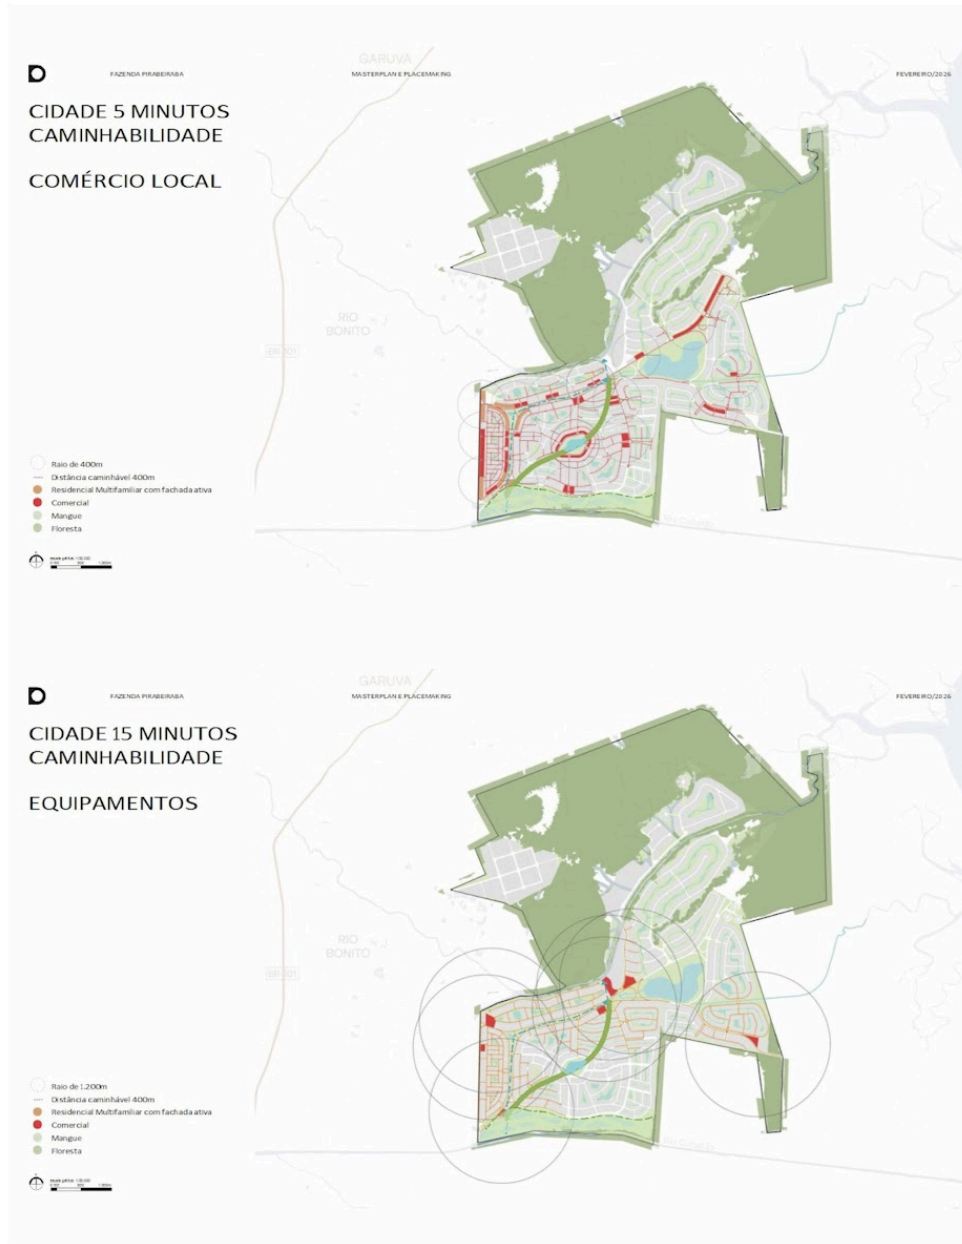 GARUVA
FAZENDA PIRABEIRABA
MASTERPLAN E PLACEMAKING
FEVEREIRO/2026
CIDADE 5 MINUTOS
CAMINHABILIDADE
COMÉRCIO LOCAL
RIO
BONITO
BR-101
Raio de 400m
Distância caminhável 400m
Residencial Multifamiliar com fachada ativa
Comercial
Mangue
Floresta
GARUVA
FAZENDA PIRABEIRABA
MASTERPLAN E PLACEMAKING
FEVEREIRO/2026
CIDADE 15 MINUTOS
CAMINHABILIDADE
EQUIPAMENTOS
RIO
BONITO
BR-101
Raio de 1.200m
Distância caminhável 400m
Residencial Multifamiliar com fachada ativa
Comercial
Mangue
Floresta